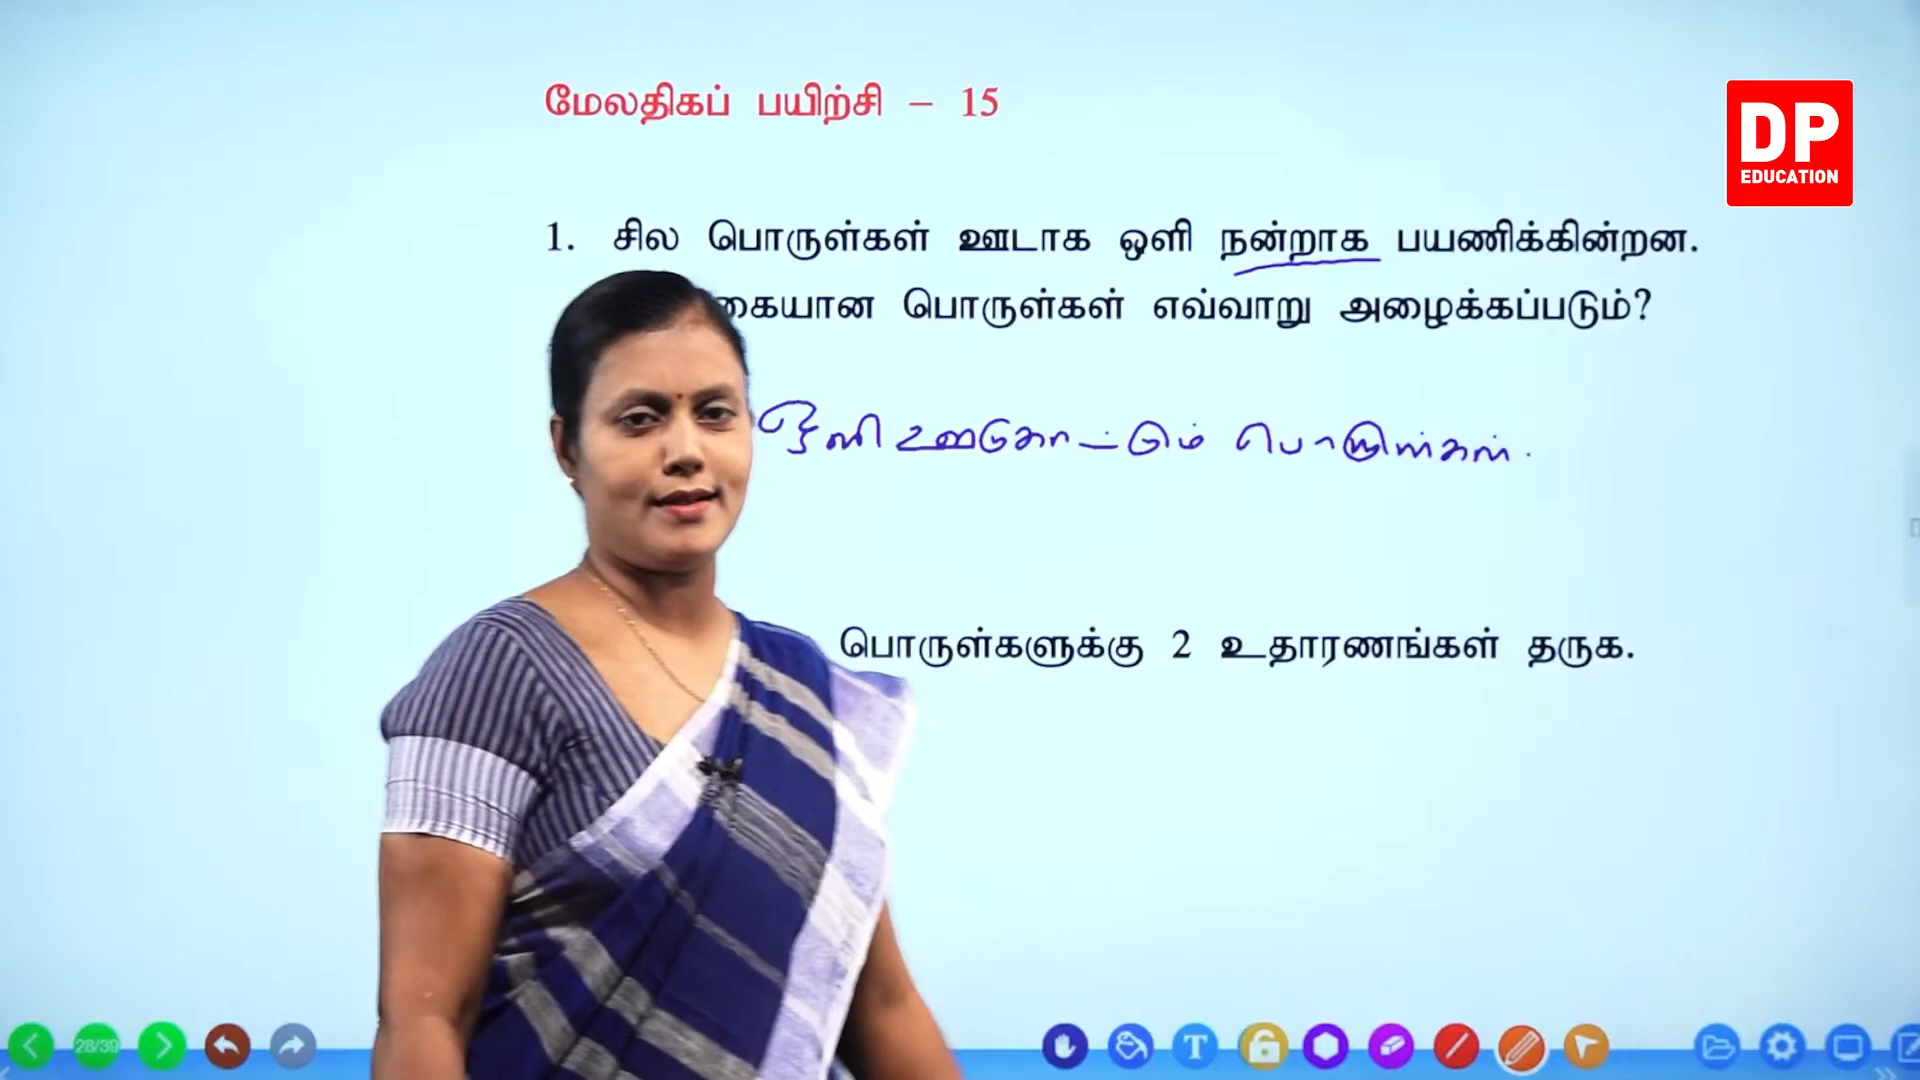 மேலதிகப் பயிற்சி – 15
DP
EDUCATION
1. சில பொருள்கள் ஊடாக ஒளி நன்றாக பயணிக்கின்றன.
கையான பொருள்கள் எவ்வாறு அழைக்கப்படும்?
ஒளி ஊடுகாட்டும் பொருள்கள்.
பொருள்களுக்கு 2 உதாரணங்கள் தருக.
28/39
T